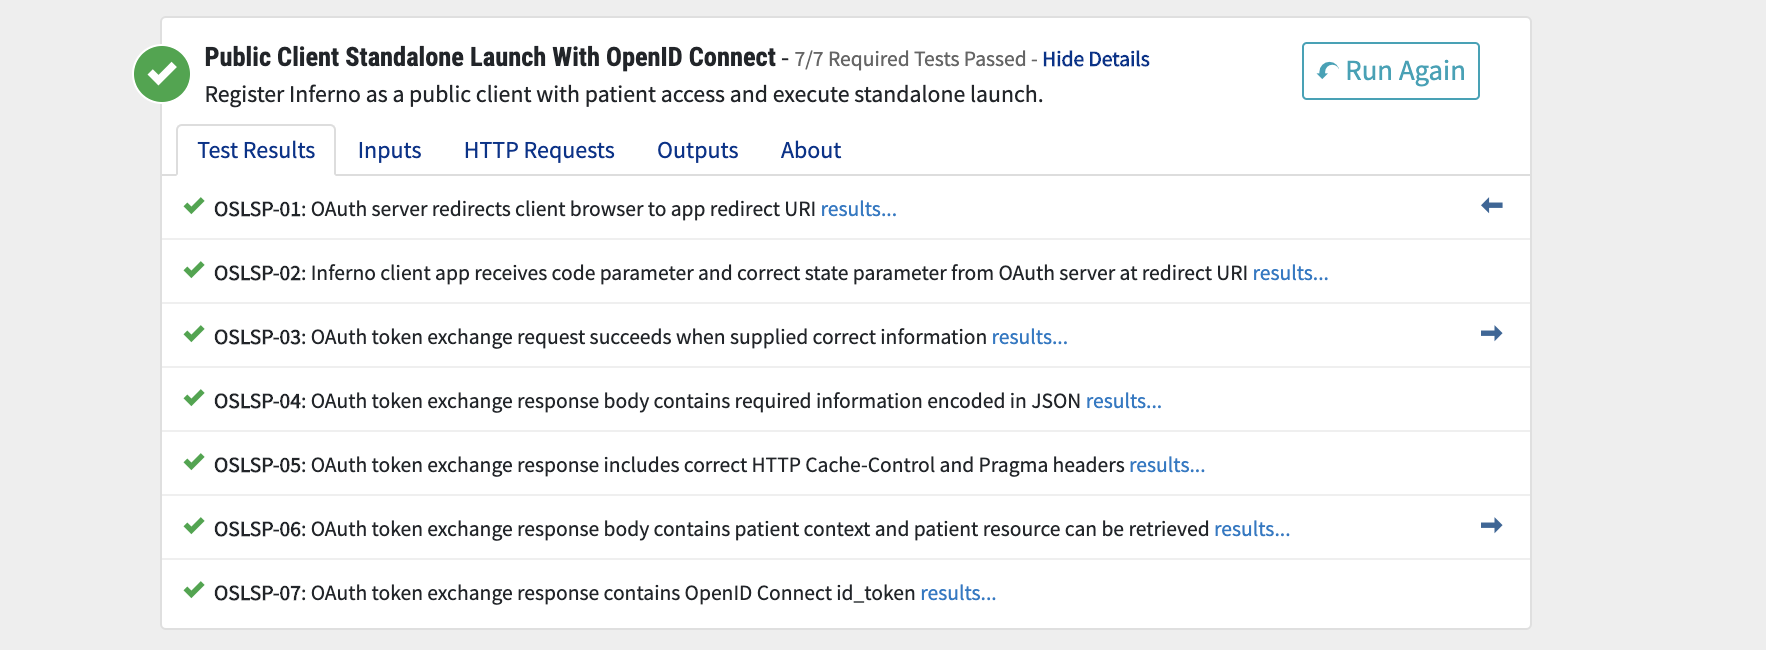 Public Client Standalone Launch With OpenID Connect - 7/7 Required Tests Passed - Hide Details
Run Again
Register Inferno as a public client with patient access and execute standalone launch.
Test Results Inputs HTTP Requests Outputs About
OSLSP-01: OAuth server redirects client browser to app redirect URI results...
OSLSP-02: Inferno client app receives code parameter and correct state parameter from OAuth server at redirect URI results...
OSLSP-03: OAuth token exchange request succeeds when supplied correct information results...
OSLSP-04: OAuth token exchange response body contains required information encoded in JSON results...
OSLSP-05: OAuth token exchange response includes correct HTTP Cache-Control and Pragma headers results...
OSLSP-06: OAuth token exchange response body contains patient context and patient resource can be retrieved results...
OSLSP-07: OAuth token exchange response contains OpenID Connect id_token results...